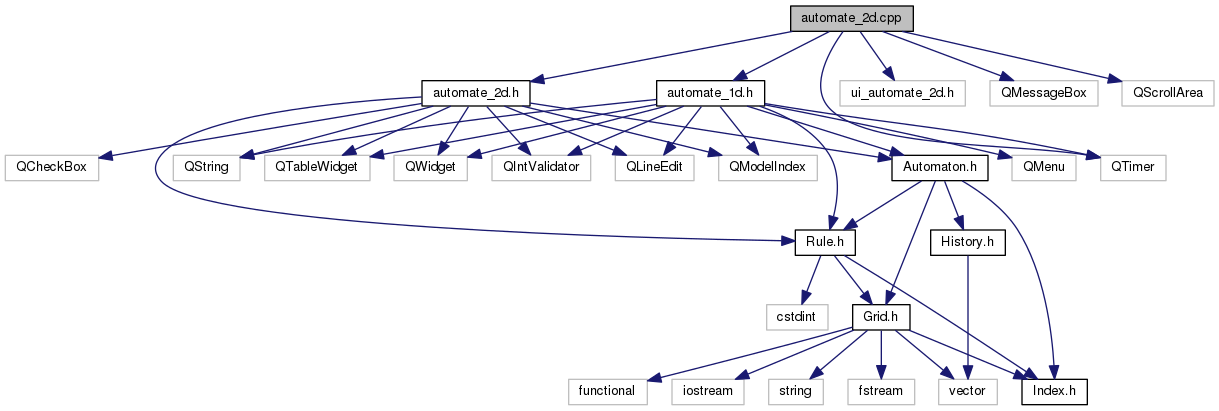 automate_2d.cpp
automate_2d.h
automate_1d.h
ui_automate_2d.h
QMessageBox
QScrollArea
QCheckBox
QString
QTableWidget
QWidget
QIntValidator
QLineEdit
QModelIndex
Automaton.h
QMenu
QTimer
Rule.h
History.h
cstdint
Grid.h
functional
iostream
string
fstream
vector
Index.h